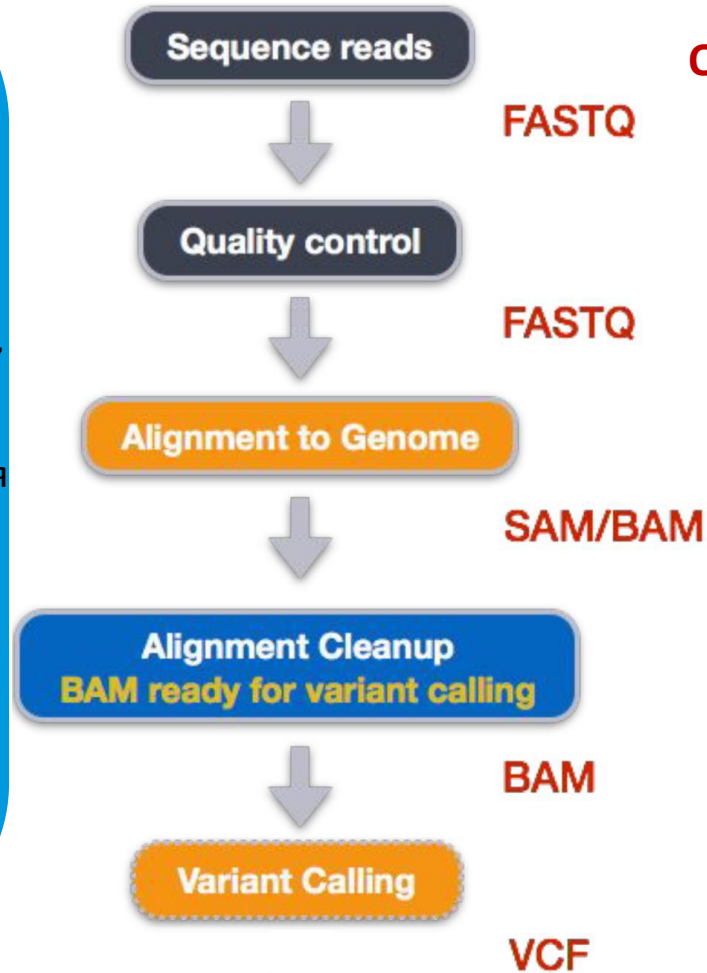 Sequence reads
FASTQ
Quality control
FASTQ
Alignment to Genome
SAM/BAM
Alignment Cleanup
BAM ready for variant calling
BAM
Variant Calling
VCF